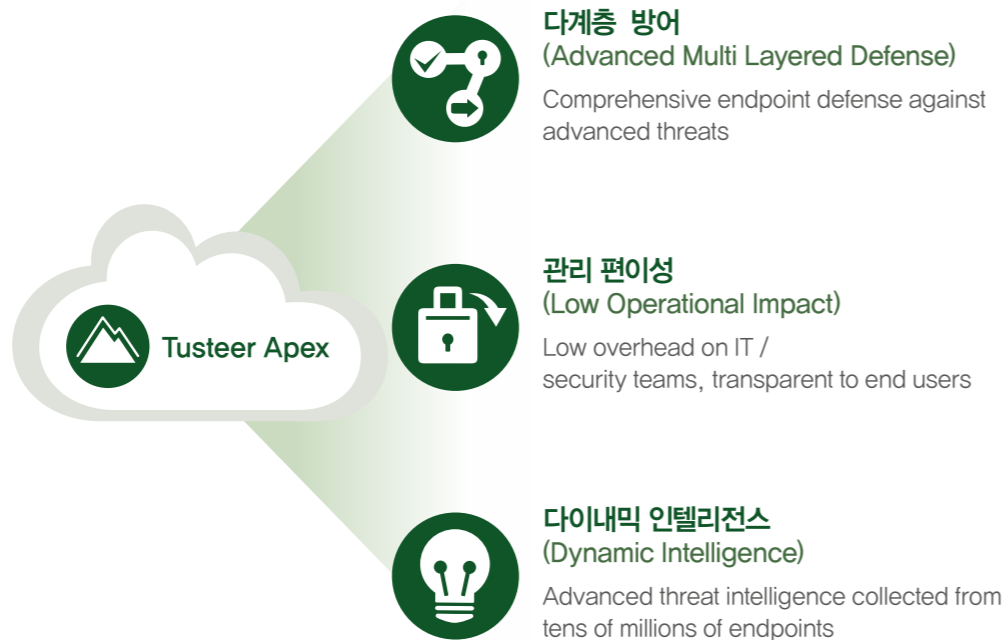 다계층 방어
(Advanced Multi Layered Defense)
Comprehensive endpoint defense against
advanced threats
Tusteer Apex
관리 편이성
(Low Operational Impact)
Low overhead on IT /
security teams, transparent to end users
다이내믹 인텔리전스
(Dynamic Intelligence)
Advanced threat intelligence collected from
tens of millions of endpoints